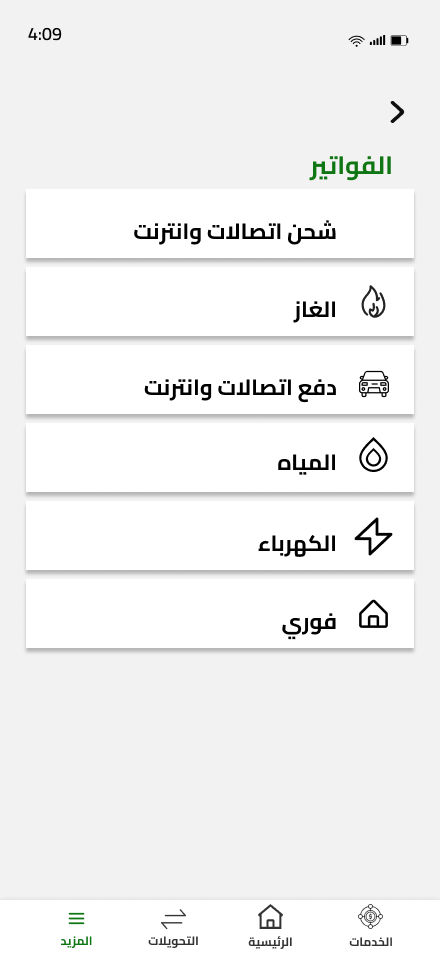 4:09
الفواتير
شحن اتصالات وانترنت
الغاز
دفع اتصالات وانترنت
المياه
الكهرباء
فوري
الخدمات
الرئيسية
التحويلات
المزيد